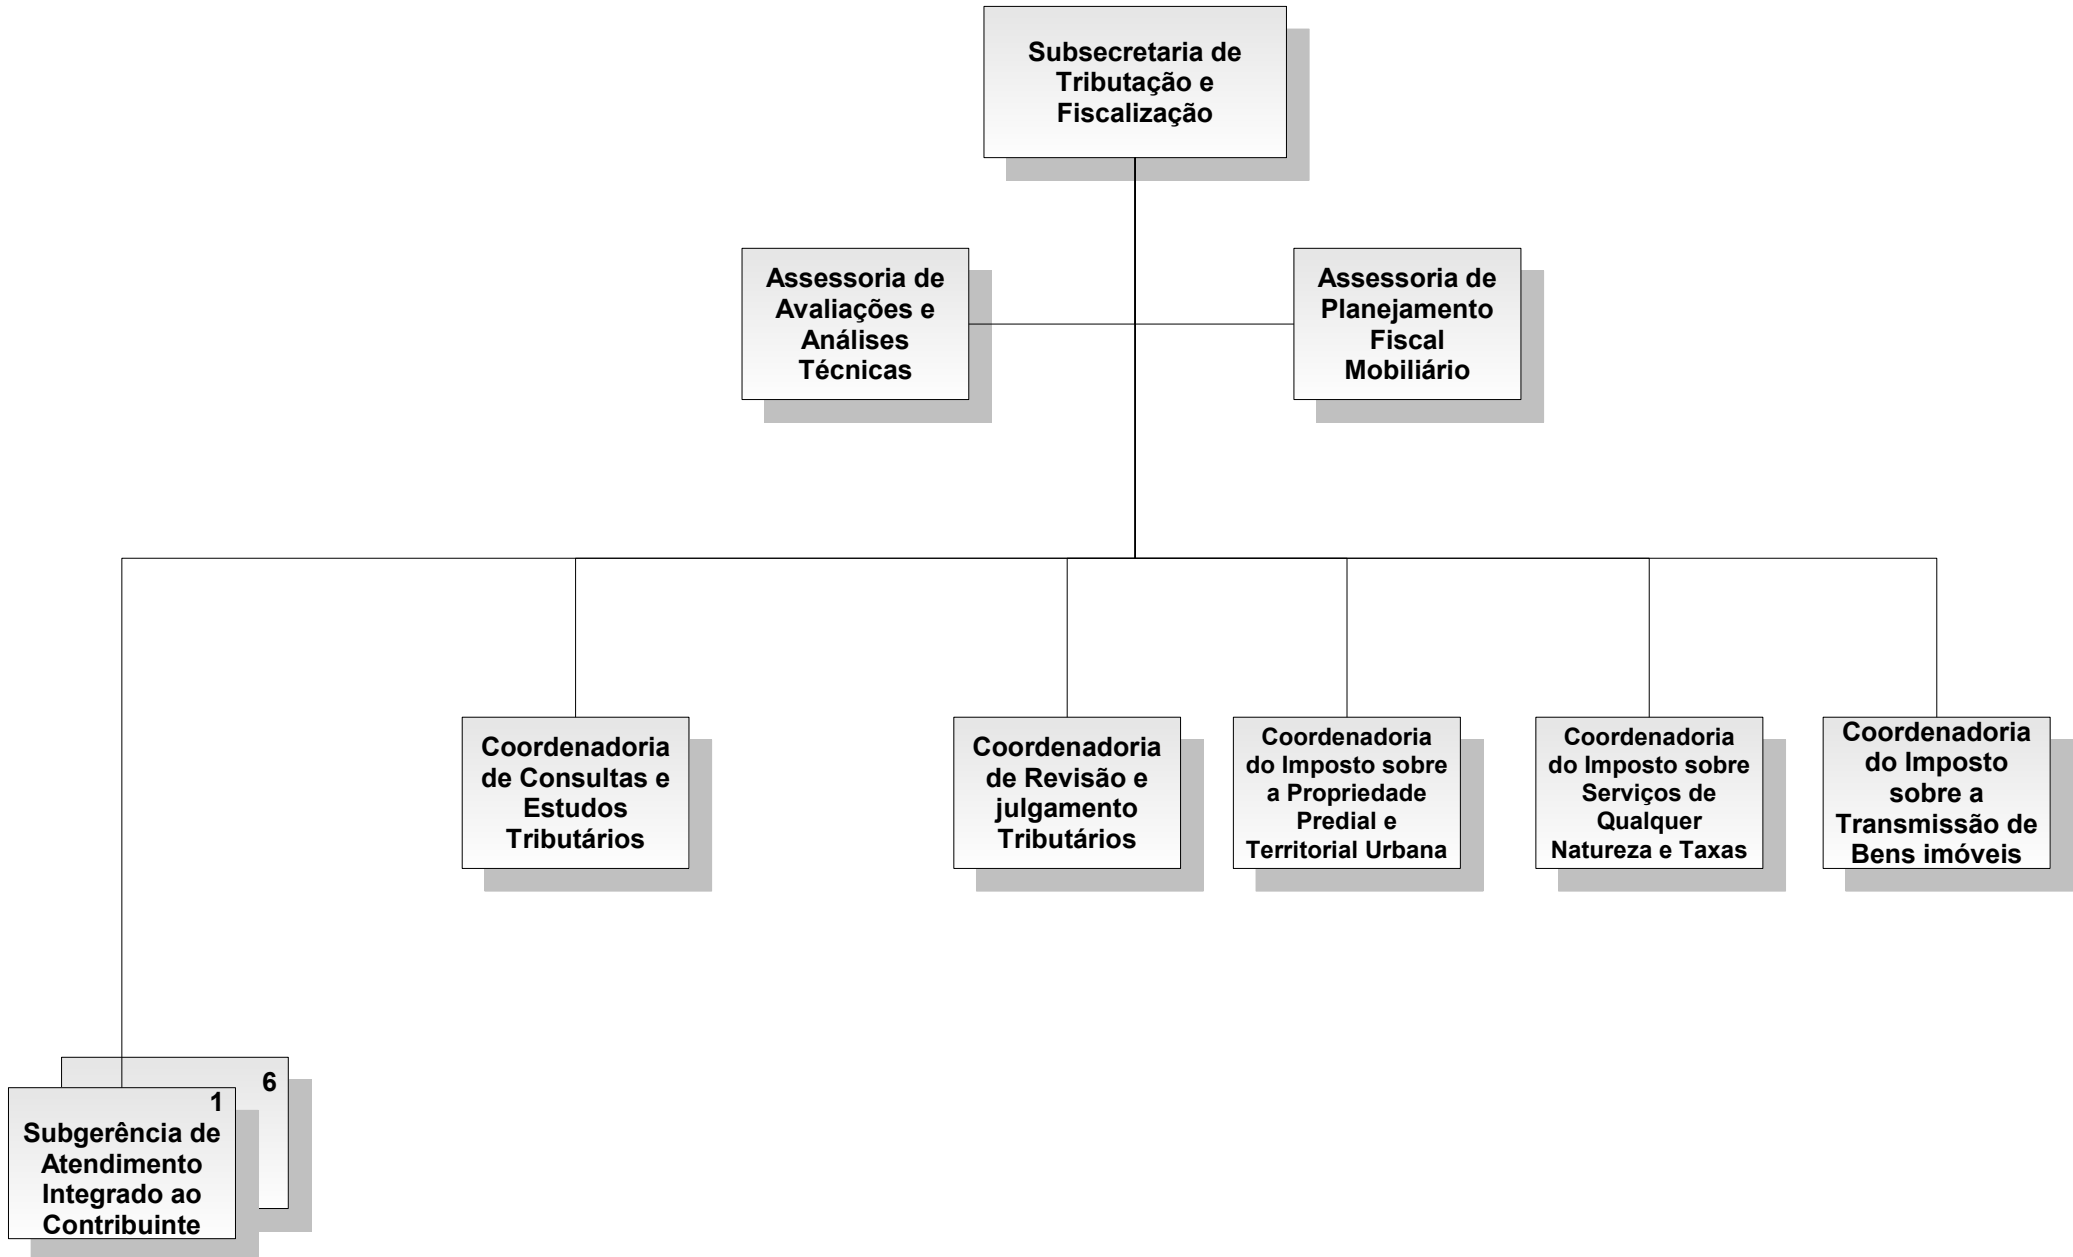 Subsecretaria de
Tributação e
Fiscalização
Assessoria de
Avaliações e
Análises
Técnicas
Assessoria de
Planejamento
Fiscal
Mobiliário
Coordenadoria
de Consultas e
Estudos
Tributários
Coordenadoria
de Revisão e
julgamento
Tributários
Coordenadoria
do Imposto sobre
a Propriedade
Predial e
Territorial Urbana
Coordenadoria
do Imposto sobre
Serviços de
Qualquer
Natureza e Taxas
Coordenadoria
do Imposto
sobre a
Transmissão de
Bens imóveis
6
1
Subgerência de
Atendimento
Integrado ao
Contribuinte